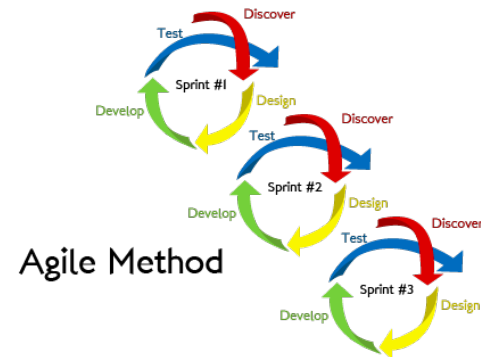 Discover
Test
Sprint #1
Develop
Design
Discover
Test
Sprint #2
Develop
Design
Discover
Test
Sprint #3
Develop
Design
Agile Method